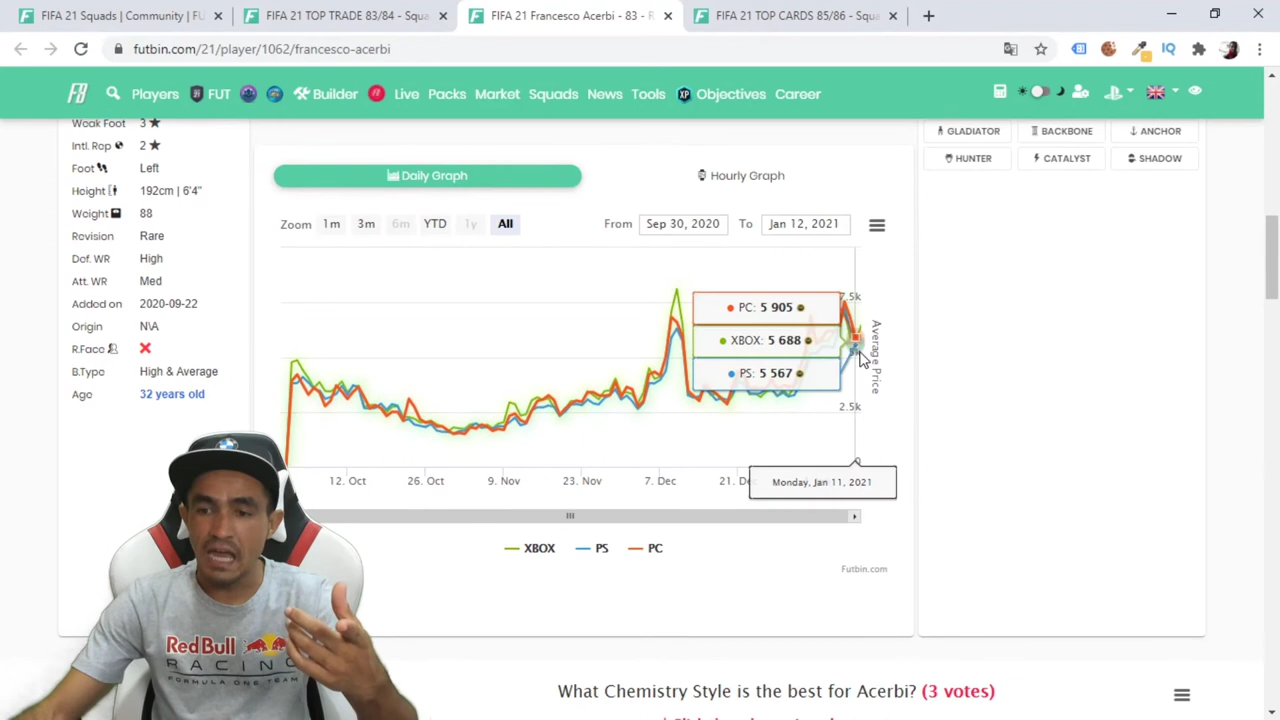 FIFA 21 Squads | Community | FU
FIFA 21 TOP TRADE 83/84 - Squa
FIFA 21 Francesco Acerbi - 83 - R
FIFA 21 TOP CARDS 85/86 - Squa
futbin.com/21/player/1062/francesco-acerbi
IQ
F8 Players FUT Builder Live Packs Market Squads News Tools XP Objectives Career
Weak Foot 3
Intl. Rep 2
Foot Left
Height 192cm | 6'4"
Weight 88
Revision Rare
Def. WR High
Att. WR Med
Added on 2020-09-22
Origin N\A
R.Face
B.Type High & Average
Age 32 years old
Daily Graph Hourly Graph
Zoom 1m 3m 6m YTD 1y All
From Sep 30, 2020 To Jan 12, 2021
PC: 5 905
XBOX: 5 688
PS: 5 567
7.5k
2.5k
0
Average Price
12. Oct 26. Oct 9. Nov 23. Nov 7. Dec 21. De
Monday, Jan 11, 2021
XBOX PS PC
Futbin.com
GLADIATOR BACKBONE ANCHOR
HUNTER CATALYST SHADOW
What Chemistry Style is the best for Acerbi? (3 votes)
Red Bull
RACING
FORMULA ONE TEAM